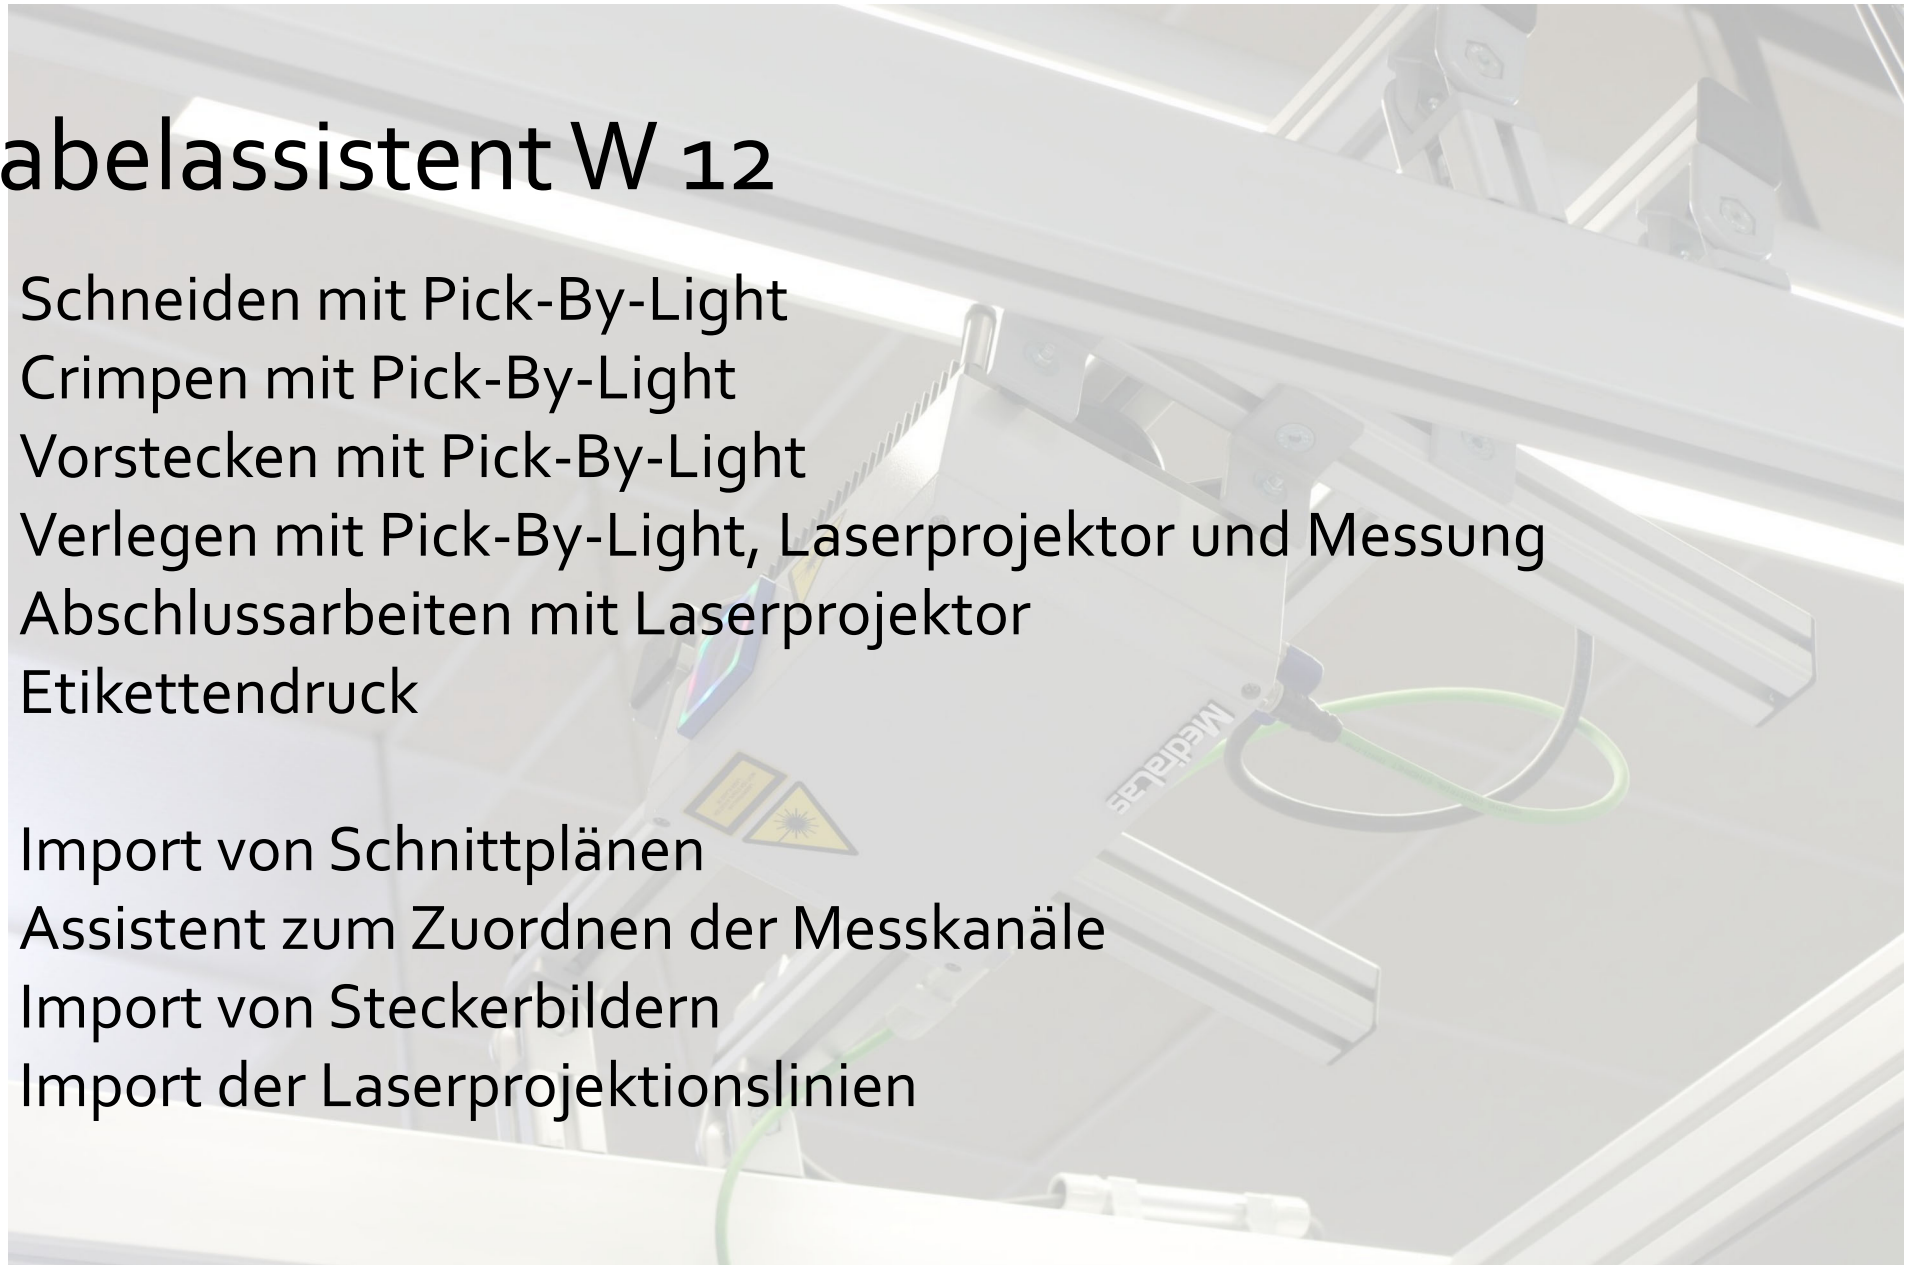 abelassistent W 12
Schneiden mit Pick-By-Light
Crimpen mit Pick-By-Light
Vorstecken mit Pick-By-Light
Verlegen mit Pick-By-Light, Laserprojektor und Messung
Abschlussarbeiten mit Laserprojektor
Etikettendruck
MediaLas
Import von Schnittplänen
Assistent zum Zuordnen der Messkanäle
Import von Steckerbildern
Import der Laserprojektionslinien